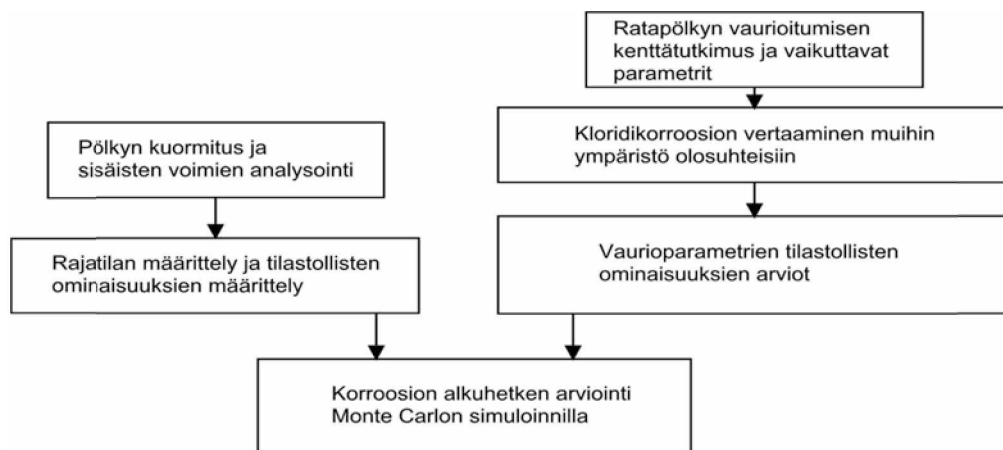 Ratapölkyn vaurioitumisen
kenttätutkimus ja vaikuttavat
parametrit
Kloridikorroosion vertaaminen muihin
ympäristö olosuhteisiin
Pölkyn kuormitus ja
sisäisten voimien analysointi
Vaurioparametrien tilastollisten
ominaisuuksien arviot
Rajatilan määrittely ja tilastollisten
ominaisuuksien määrittely
Korroosion alkuhetken arviointi
Monte Carlon simuloinnilla